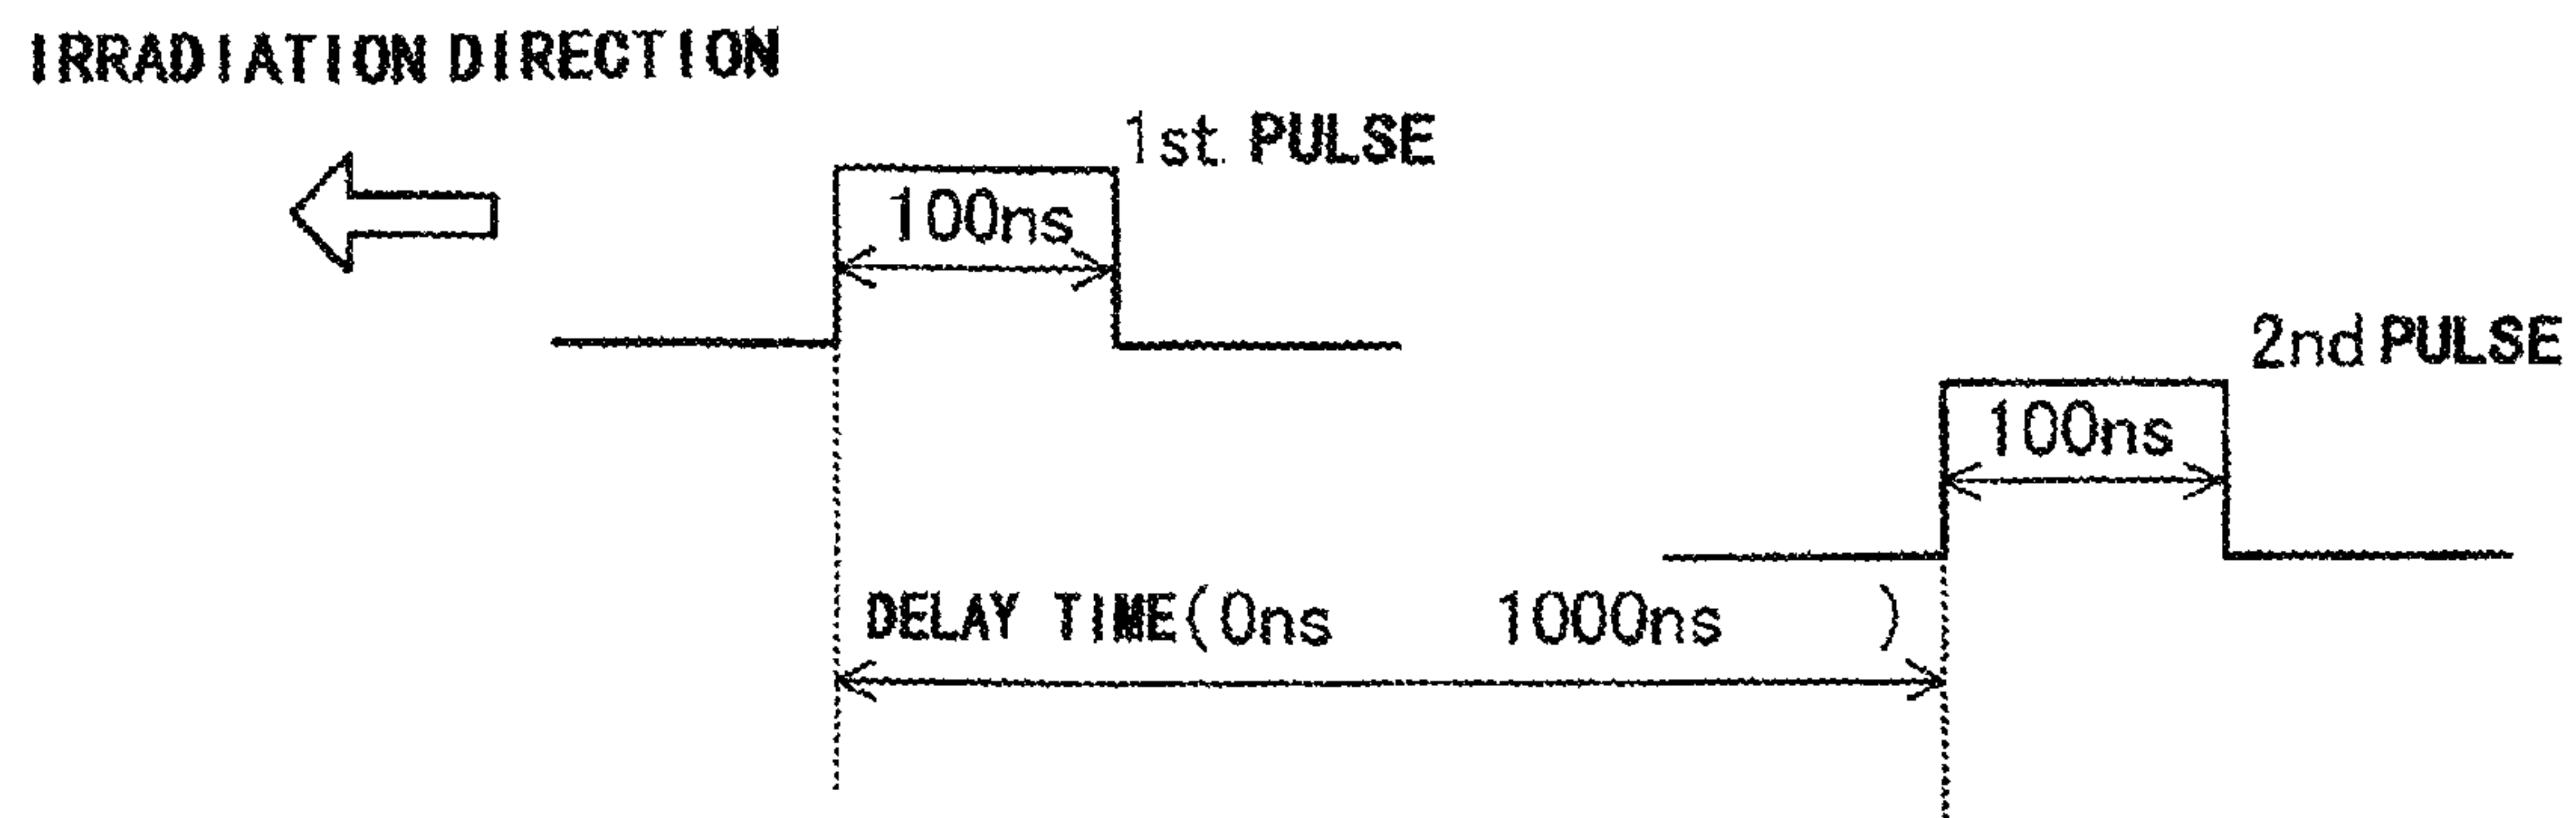 IRRADIATION DIRECTION
1st PULSE
100ns
2nd PULSE
100ns
DELAY TIME(0ns 1000ns )